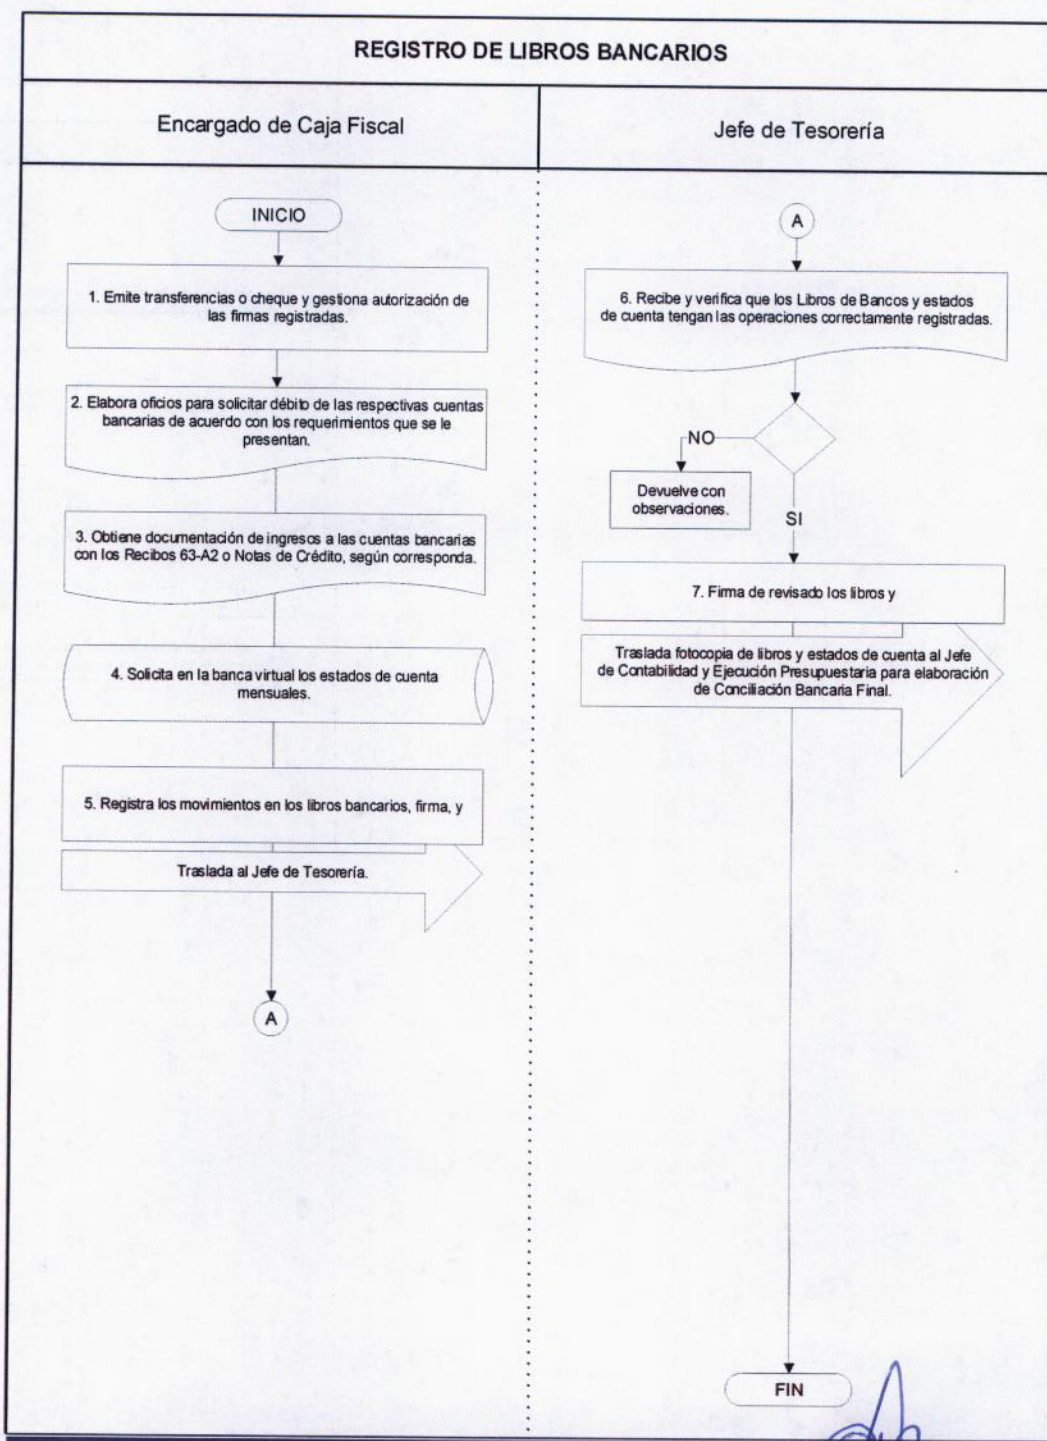 REGISTRO DE LIBROS BANCARIOS
Encargado de Caja Fiscal
Jefe de Tesorería
INICIO
1. Emite transferencias o cheque y gestiona autorización de
las firmas registradas.
2. Elabora oficios para solicitar débito de las respectivas cuentas
bancarias de acuerdo con los requerimientos que se le
presentan.
3. Obtiene documentación de ingresos a las cuentas bancarias
con los Recibos 63-A2 o Notas de Crédito, según corresponda.
4. Solicita en la banca virtual los estados de cuenta
mensuales.
5. Registra los movimientos en los libros bancarios, firma, y
Traslada al Jefe de Tesorería.
A
A
6. Recibe y verifica que los Libros de Bancos y estados
de cuenta tengan las operaciones correctamente registradas.
NO
Devuelve con
observaciones.
SI
7. Firma de revisado los libros y
Traslada fotocopia de libros y estados de cuenta al Jefe
de Contabilidad y Ejecución Presupuestaria para elaboración
de Conciliación Bancaria Final.
FIN